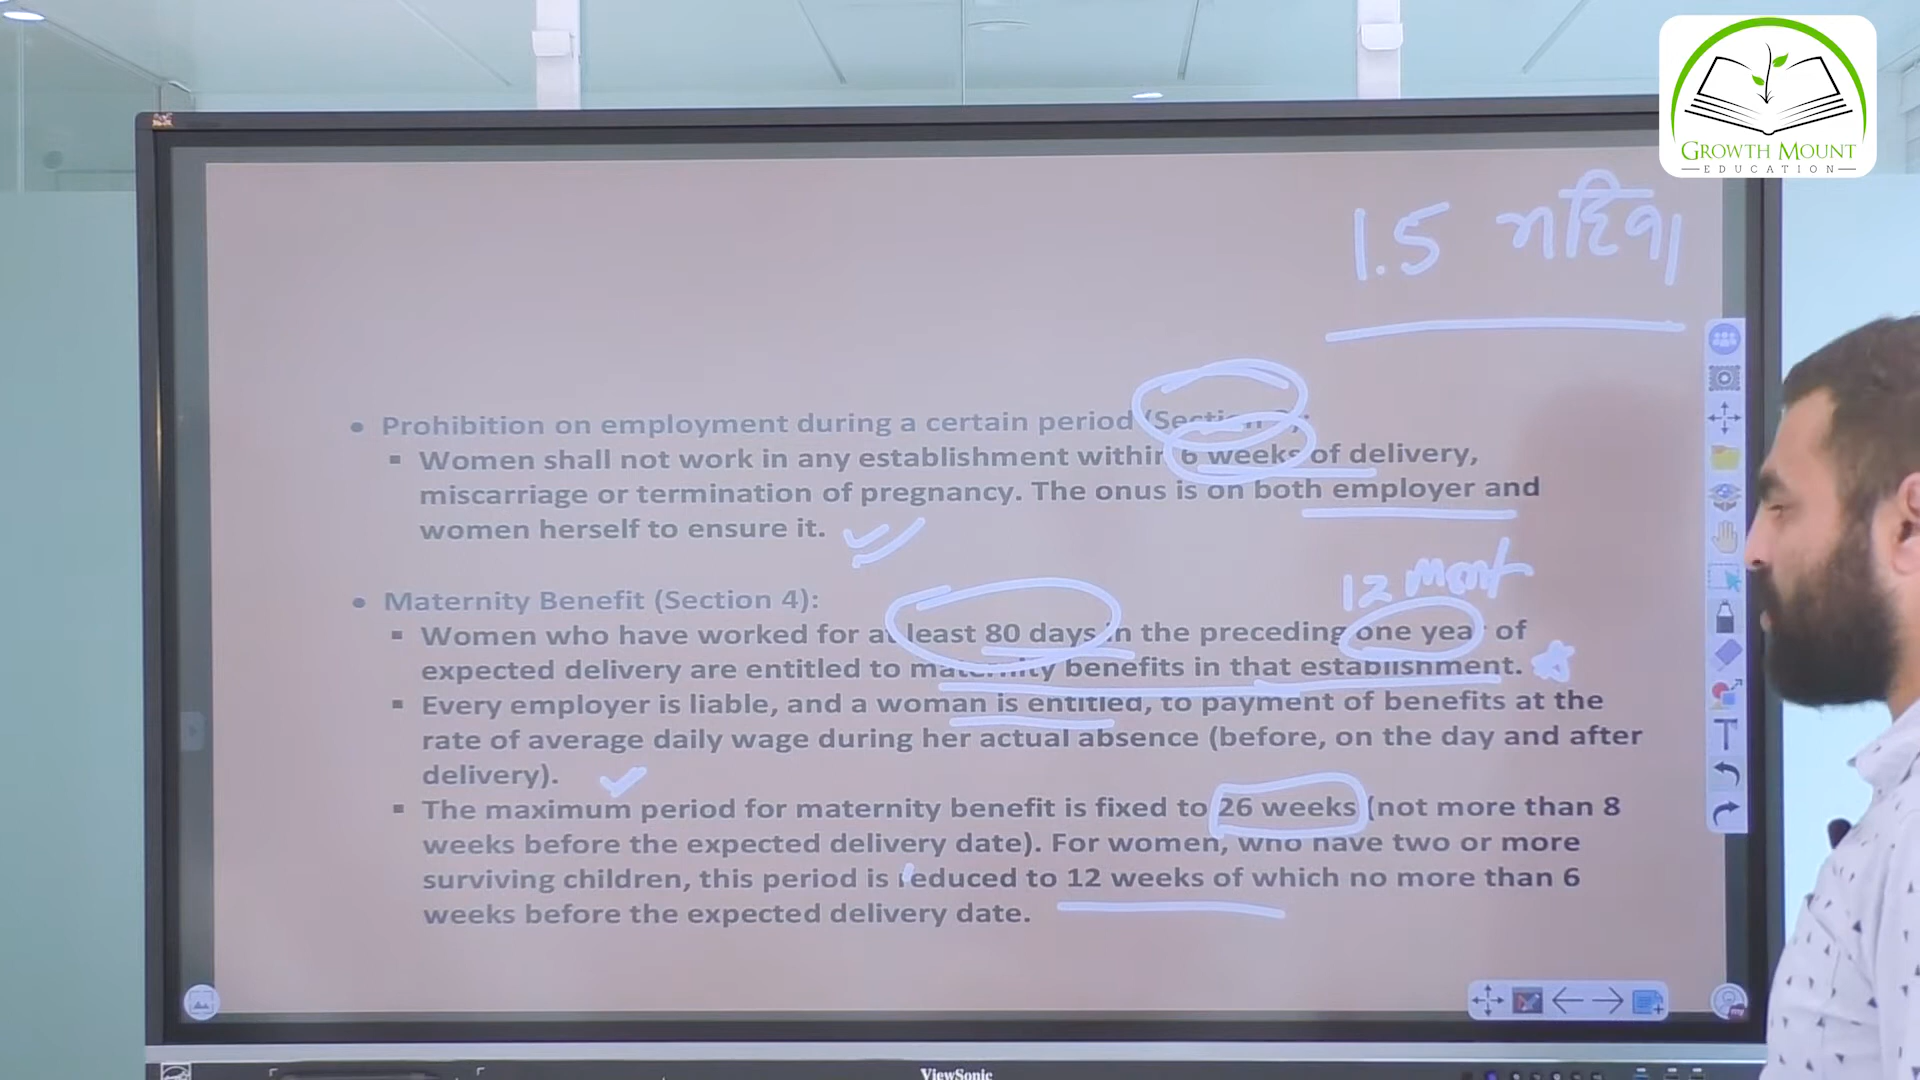 GROWTH MOUNT
EDUCATION
1.5 મહિના
• Prohibition on employment during a certain period
▪ Women shall not work in any establishment within 6 weeks of delivery,
miscarriage or termination of pregnancy. The onus is on both employer and
women herself to ensure it.
12 Mont
• Maternity Benefit (Section 4):
▪ Women who have worked for at least 80 days in the preceding one year of
expected delivery are entitled to maternity benefits in that establishment.
▪ Every employer is liable, and a woman is entitled, to payment of benefits at the
rate of average daily wage during her actual absence (before, on the day and after
delivery).
▪ The maximum period for maternity benefit is fixed to 26 weeks (not more than 8
weeks before the expected delivery date). For women, who have two or more
surviving children, this period is reduced to 12 weeks of which no more than 6
weeks before the expected delivery date.
ViewSonic